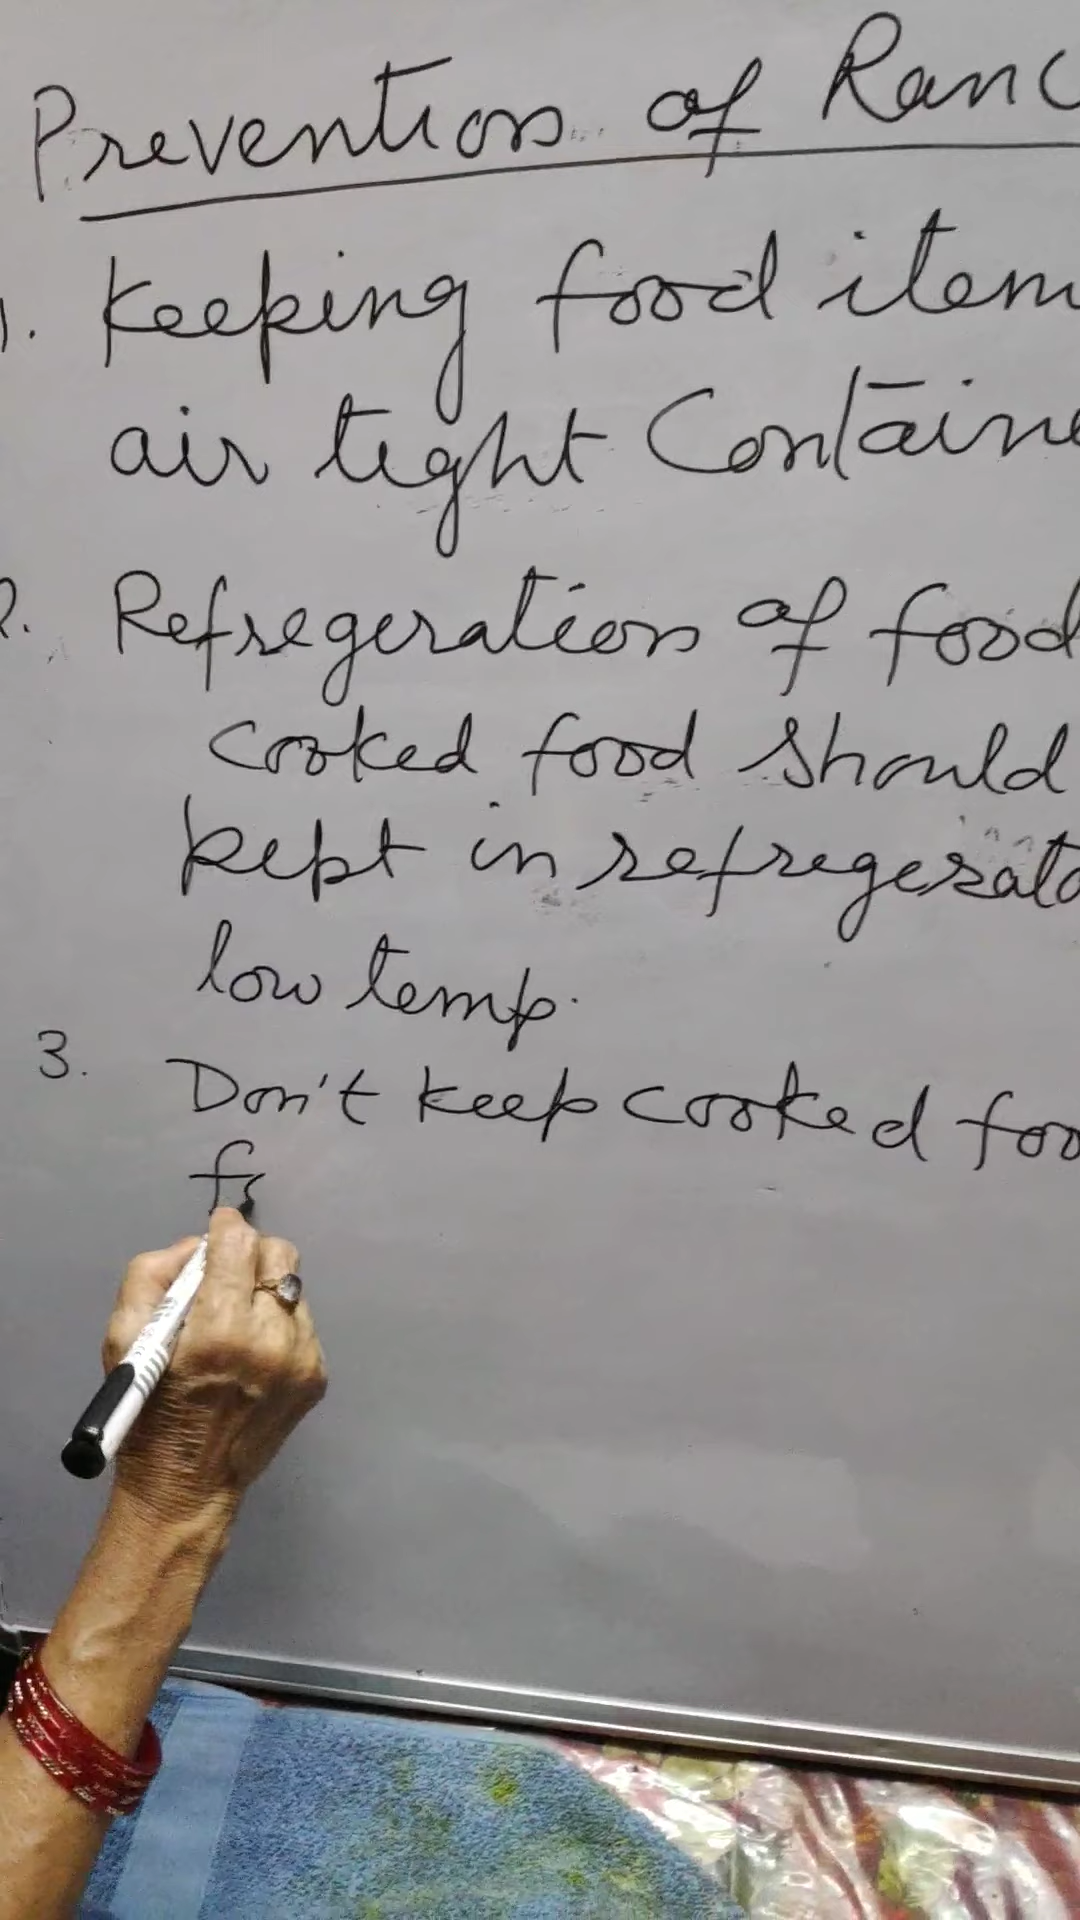 Prevention of Ranc
1. Keeping food item
air tight Containe
2. Refregeration of food
cooked food should
kept in refregerato
low temp.
3. Don't keep cooked foo
f